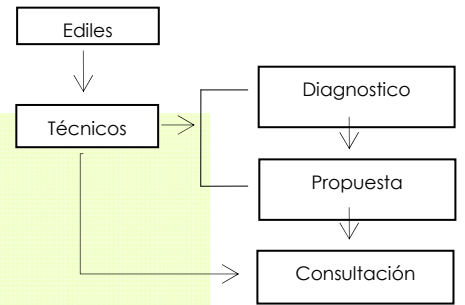 Ediles
Técnicos
Diagnostico
Propuesta
Consultación